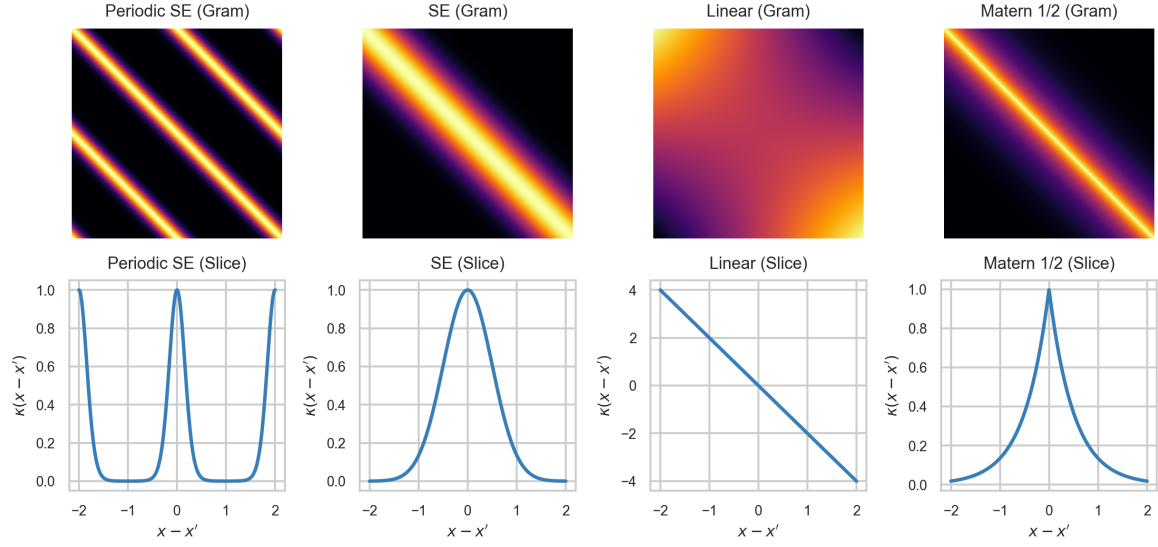 Periodic SE (Gram)
SE (Gram)
Linear (Gram)
Matern 1/2 (Gram)
Periodic SE (Slice)
SE (Slice)
Linear (Slice)
Matern 1/2 (Slice)
κ(x − x′)
1.0
0.8
0.6
0.4
0.2
0.0
−2 −1 0 1 2
x − x′
κ(x − x′)
1.0
0.8
0.6
0.4
0.2
0.0
−2 −1 0 1 2
x − x′
κ(x − x′)
4
2
0
−2
−4
−2 −1 0 1 2
x − x′
κ(x − x′)
1.0
0.8
0.6
0.4
0.2
0.0
−2 −1 0 1 2
x − x′